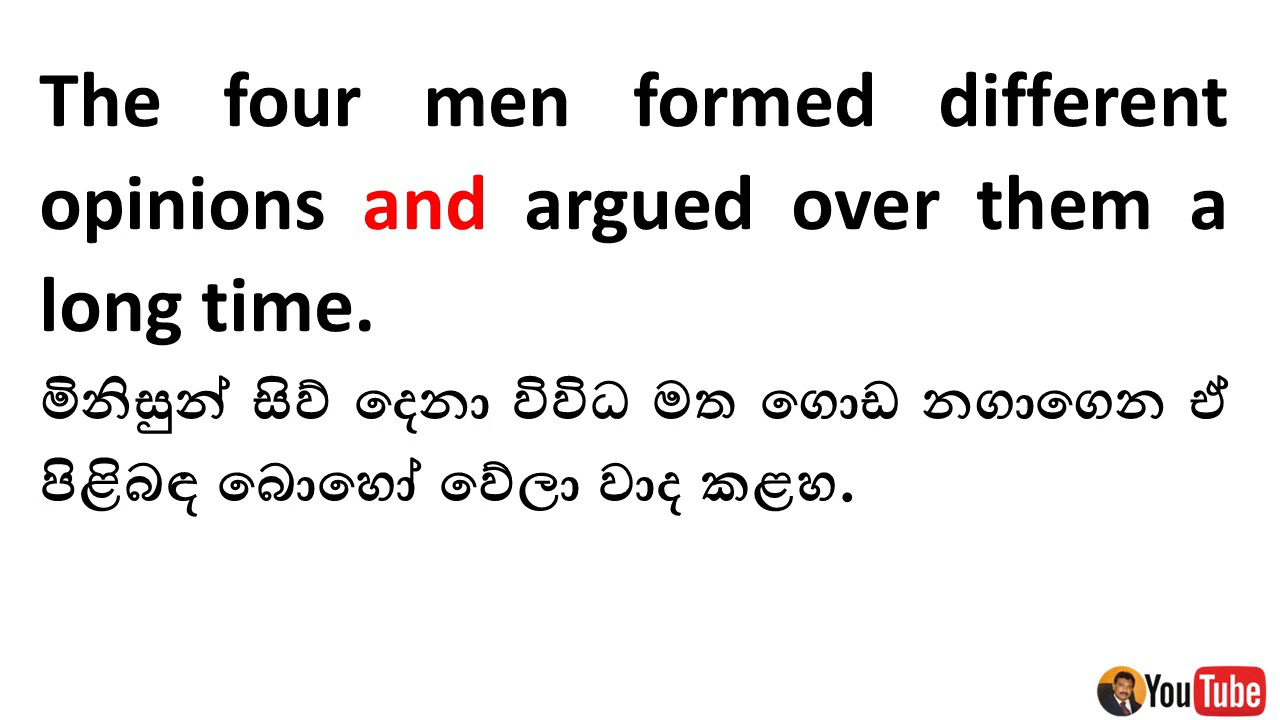 The four men formed different
opinions and argued over them a
long time.
මිනිසුන් සිව් දෙනා විවිධ මත ගොඩ නගාගෙන ඒ
පිළිබඳ බොහෝ වේලා වාද කළහ.
YouTube